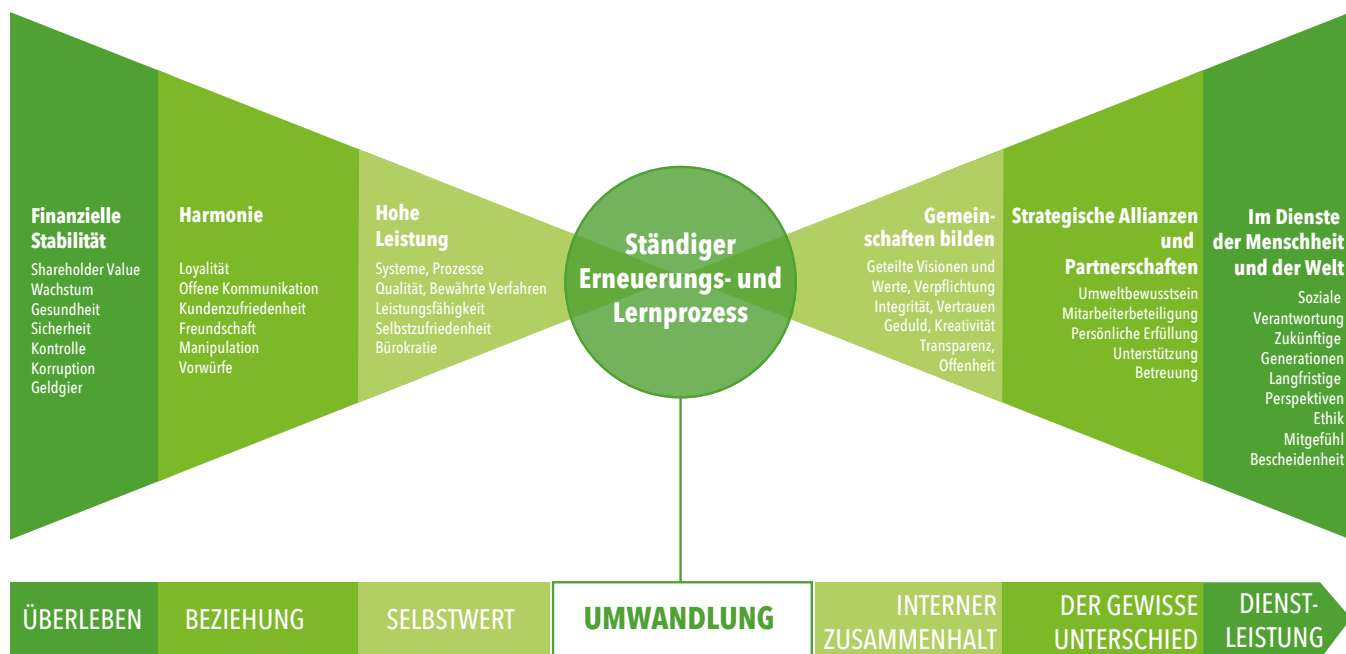 Finanzielle
Stabilität
Shareholder Value
Wachstum
Gesundheit
Sicherheit
Kontrolle
Korruption
Geldgier
Harmonie
Loyalität
Offene Kommunikation
Kundenzufriedenheit
Freundschaft
Manipulation
Vorwürfe
Hohe
Leistung
Systeme, Prozesse
Qualität, Bewährte Verfahren
Leistungsfähigkeit
Selbstzufriedenheit
Bürokratie
Ständiger
Erneuerungs- und
Lernprozess
Gemein-
schaften bilden
Geteilte Visionen und
Werte, Verpflichtung
Integrität, Vertrauen
Geduld, Kreativität
Transparenz,
Offenheit
Strategische Allianzen
und
Partnerschaften
Umweltbewusstsein
Mitarbeiterbeteiligung
Persönliche Erfüllung
Unterstützung
Betreuung
Im Dienste
der Menschheit
und der Welt
Soziale
Verantwortung
Zukünftige
Generationen
Langfristige
Perspektiven
Ethik
Mitgefühl
Bescheidenheit
ÜBERLEBEN
BEZIEHUNG
SELBSTWERT
UMWANDLUNG
INTERNER
ZUSAMMENHALT
DER GEWISSE
UNTERSCHIED
DIENST-
LEISTUNG